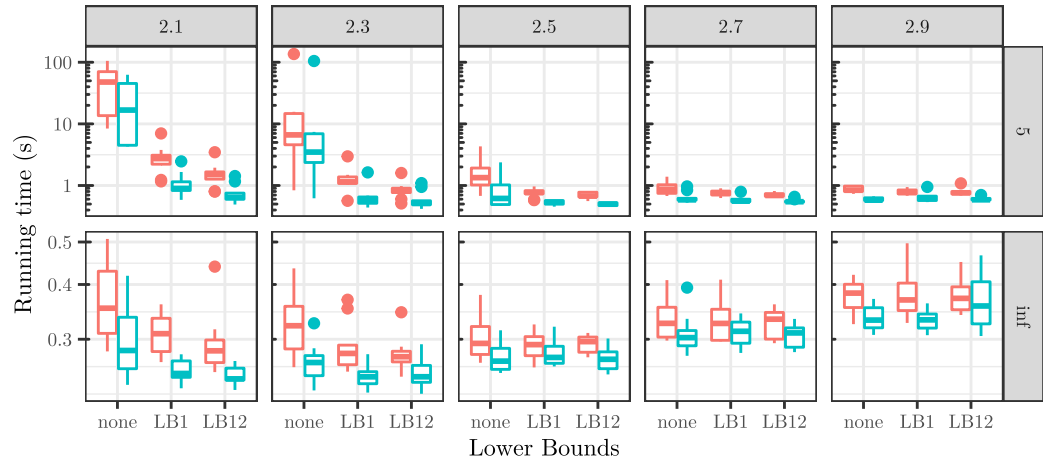 2.1 2.3 2.5 2.7 2.9
5
100
10
1
inf
0.5
0.4
0.3
Running time (s)
none LB1 LB12 none LB1 LB12 none LB1 LB12 none LB1 LB12 none LB1 LB12
Lower Bounds